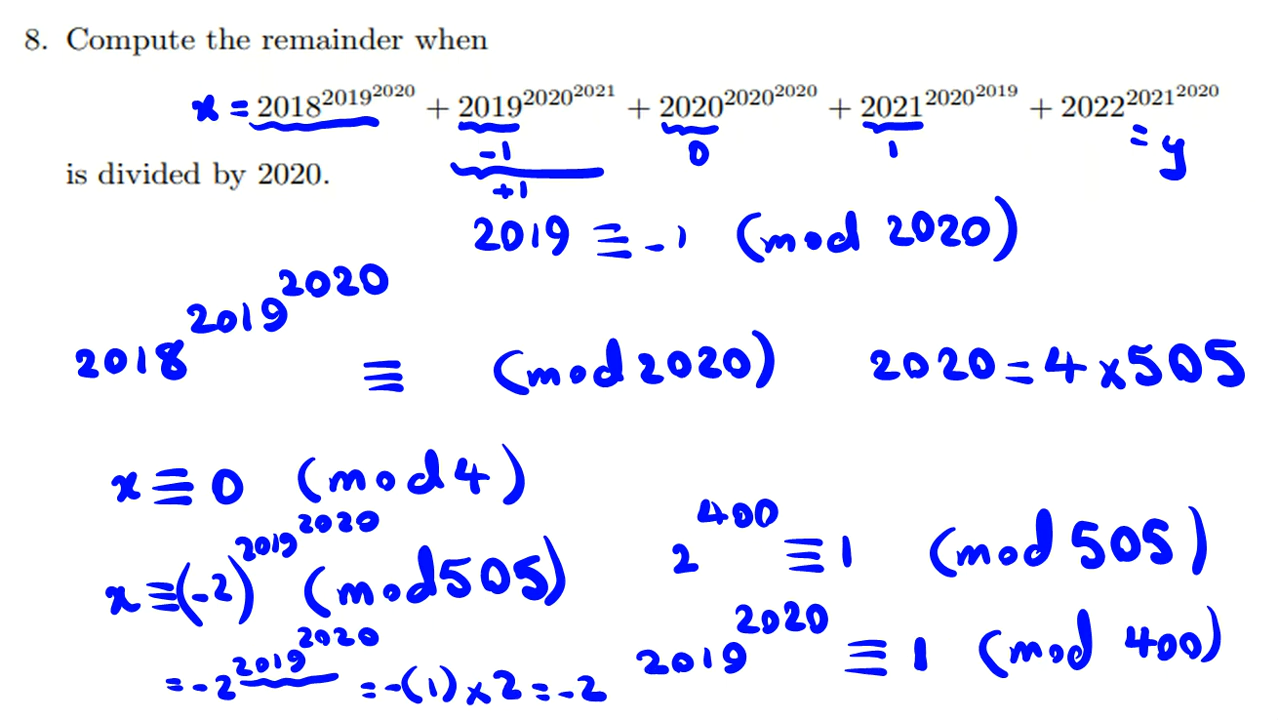 8. Compute the remainder when
x = 2018^2019^2020 + 2019^2020^2021 + 2020^2020^2020 + 2021^2020^2019 + 2022^2021^2020 = y
-1 0 1
is divided by 2020.
+1
2019 ≡ -1 (mod 2020)
2018^2019^2020 ≡ (mod 2020) 2020 = 4 × 505
x ≡ 0 (mod 4)
2^400 ≡ 1 (mod 505)
x ≡ (-2)^2019^2020 (mod 505)
2019^2020 ≡ 1 (mod 400)
= -2^2019^2020 = -(1) × 2 = -2